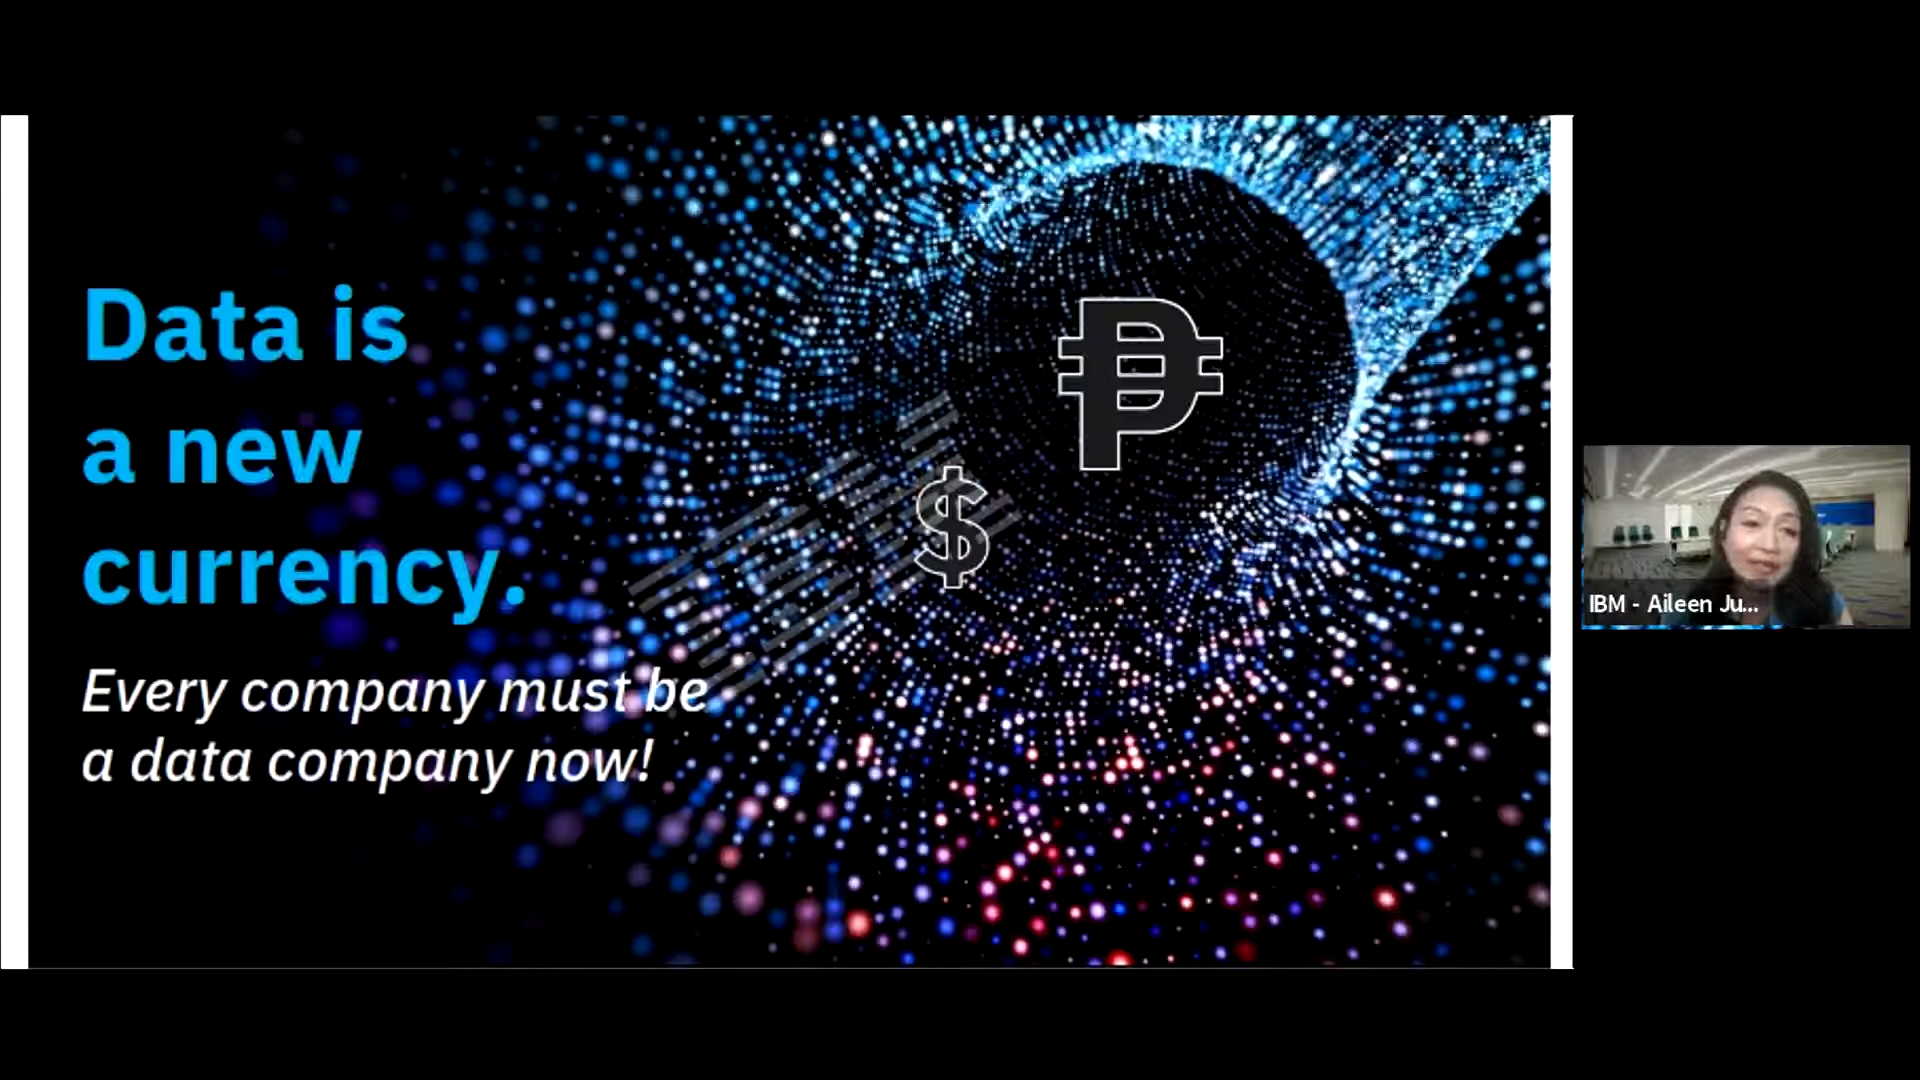 Data is
a new
currency.
Every company must be
a data company now!
₱
$
IBM - Aileen Ju...